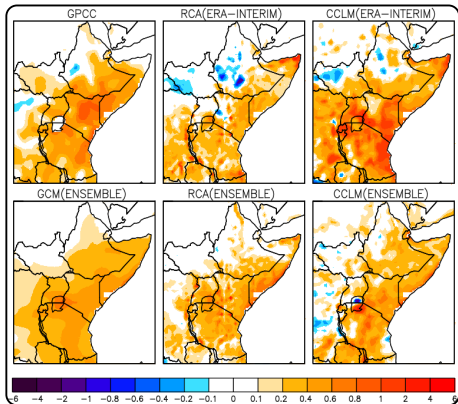 GPCC RCA(ERA-INTERIM) CCLM(ERA-INTERIM)
GCM(ENSEMBLE) RCA(ENSEMBLE) CCLM(ENSEMBLE)
-6 -4 -2 -1 -0.8 -0.6 -0.4 -0.2 -0.1 0 0.1 0.2 0.4 0.6 0.8 1 2 4